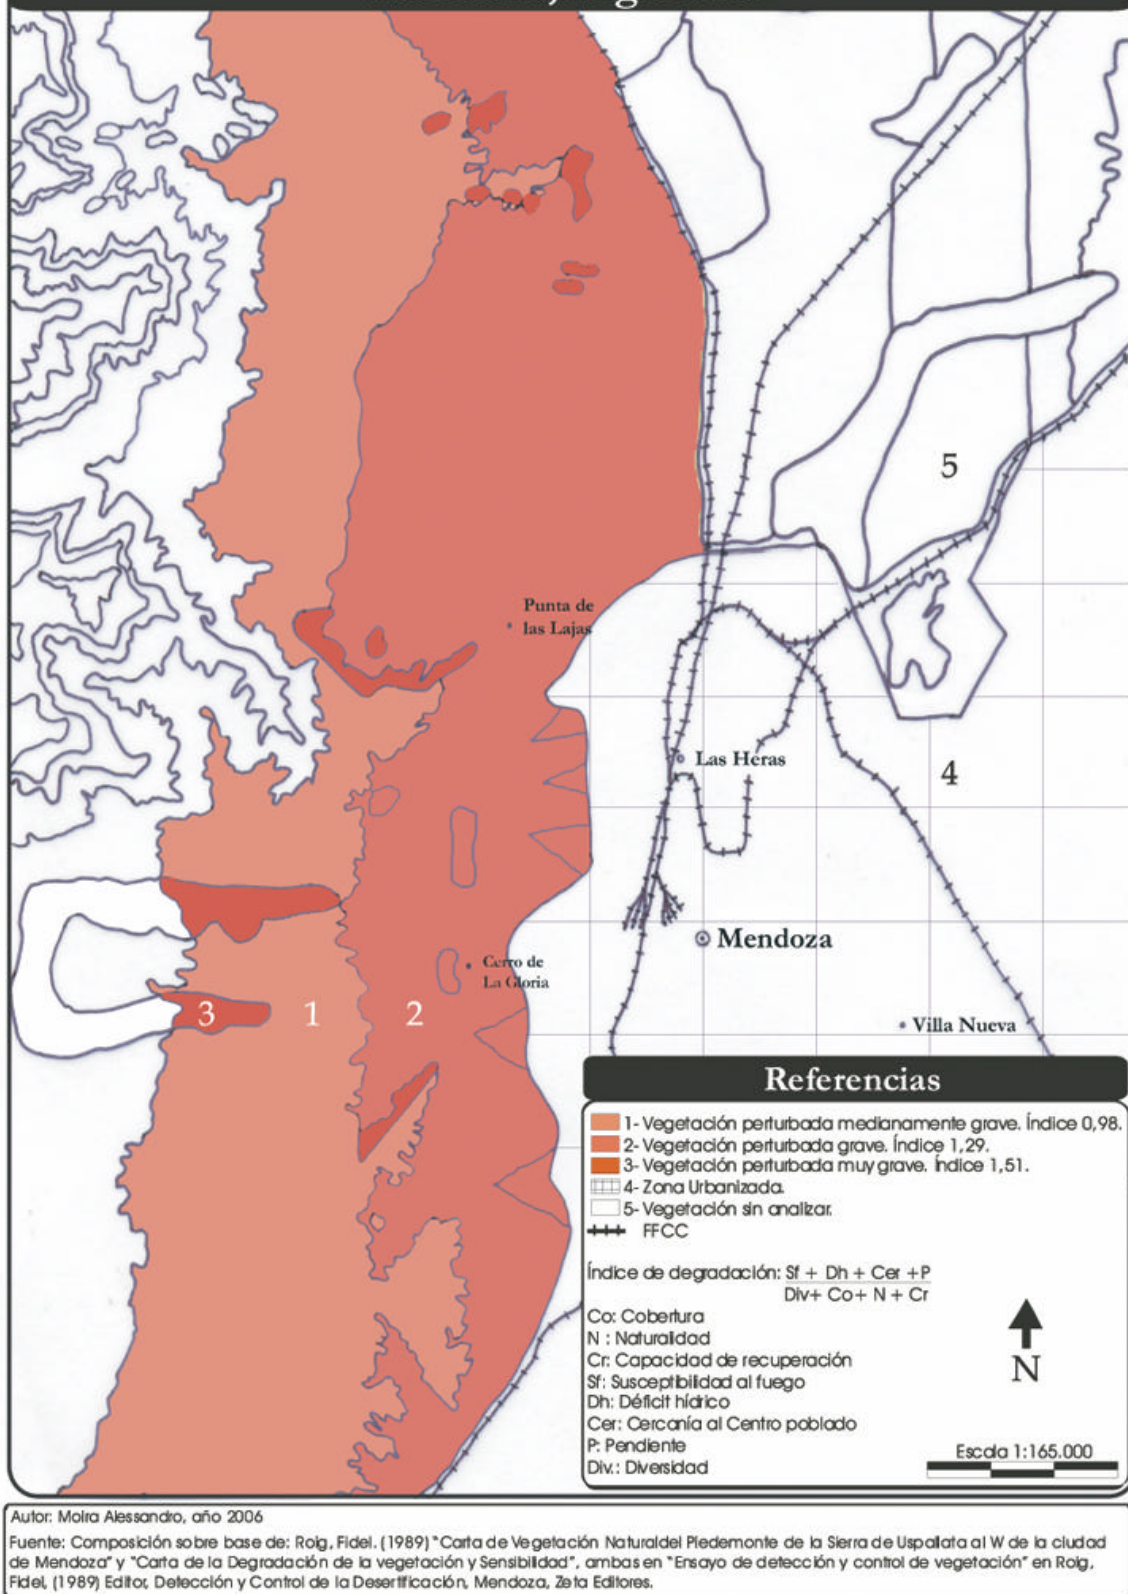 Punta de
las Lajas
5
Las Heras
4
Mendoza
Cerro de
La Gloria
3
1
2
Villa Nueva
Referencias
1- Vegetación perturbada medianamente grave. Índice 0,98.
2- Vegetación perturbada grave. Índice 1,29.
3- Vegetación perturbada muy grave. Índice 1,51.
4- Zona Urbanizada.
5- Vegetación sin analizar.
FFCC
Índice de degradación: Sf + Dh + Cer +P
Div+ Co+ N + Cr
Co: Cobertura
N : Naturalidad
Cr: Capacidad de recuperación
Sf: Susceptibilidad al fuego
Dh: Déficit hídrico
Cer: Cercanía al Centro poblado
P: Pendiente
Div.: Diversidad
N
Escala 1:165.000
Autor: Moira Alessandro, año 2006
Fuente: Composición sobre base de: Roig, Fidel. (1989) "Carta de Vegetación Naturaldel Piedemonte de la Sierra de Uspallata al W de la ciudad
de Mendoza" y "Carta de la Degradación de la vegetación y Sensibilidad", ambas en "Ensayo de detección y control de vegetación" en Roig,
Fidel, (1989) Editor, Detección y Control de la Desertificación, Mendoza, Zeta Editores.